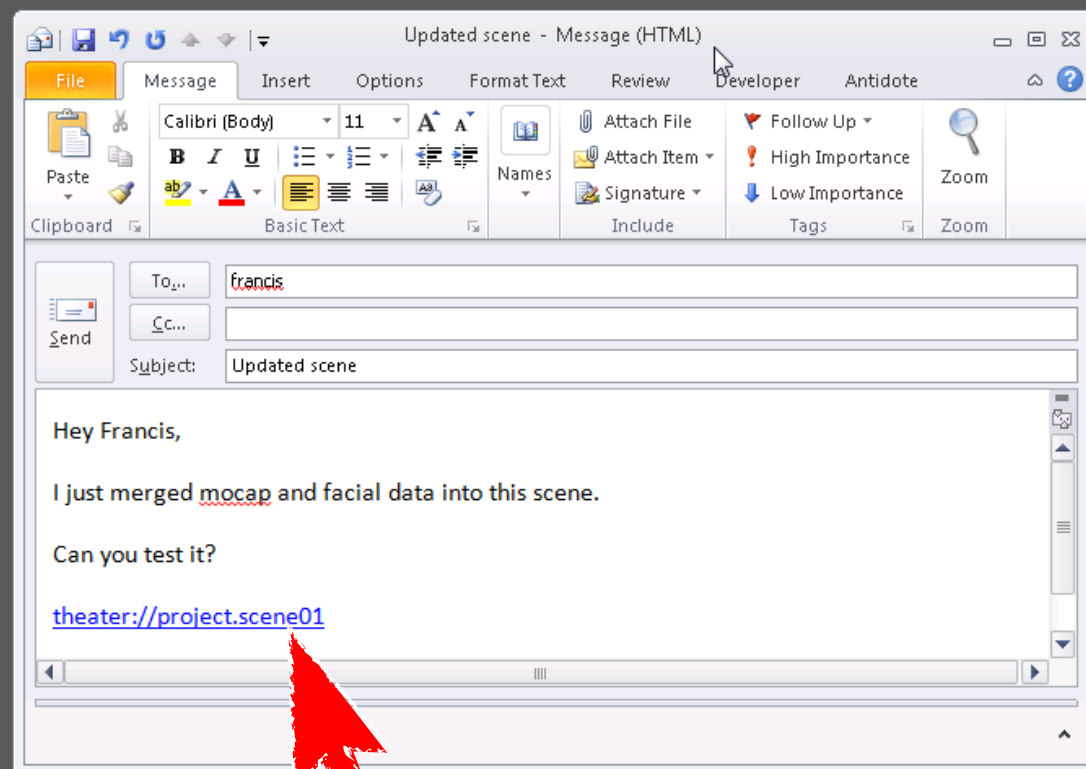 Updated scene - Message (HTML)
File Message Insert Options Format Text Review Developer Antidote
Calibri (Body) 11 A A Attach File Follow Up
B I U Attach Item High Importance
Paste ab A Aa Names Signature Low Importance Zoom
Clipboard Basic Text Include Tags Zoom
To... francis
Cc...
Send
Subject: Updated scene
Hey Francis,
I just merged mocap and facial data into this scene.
Can you test it?
theater://project.scene01